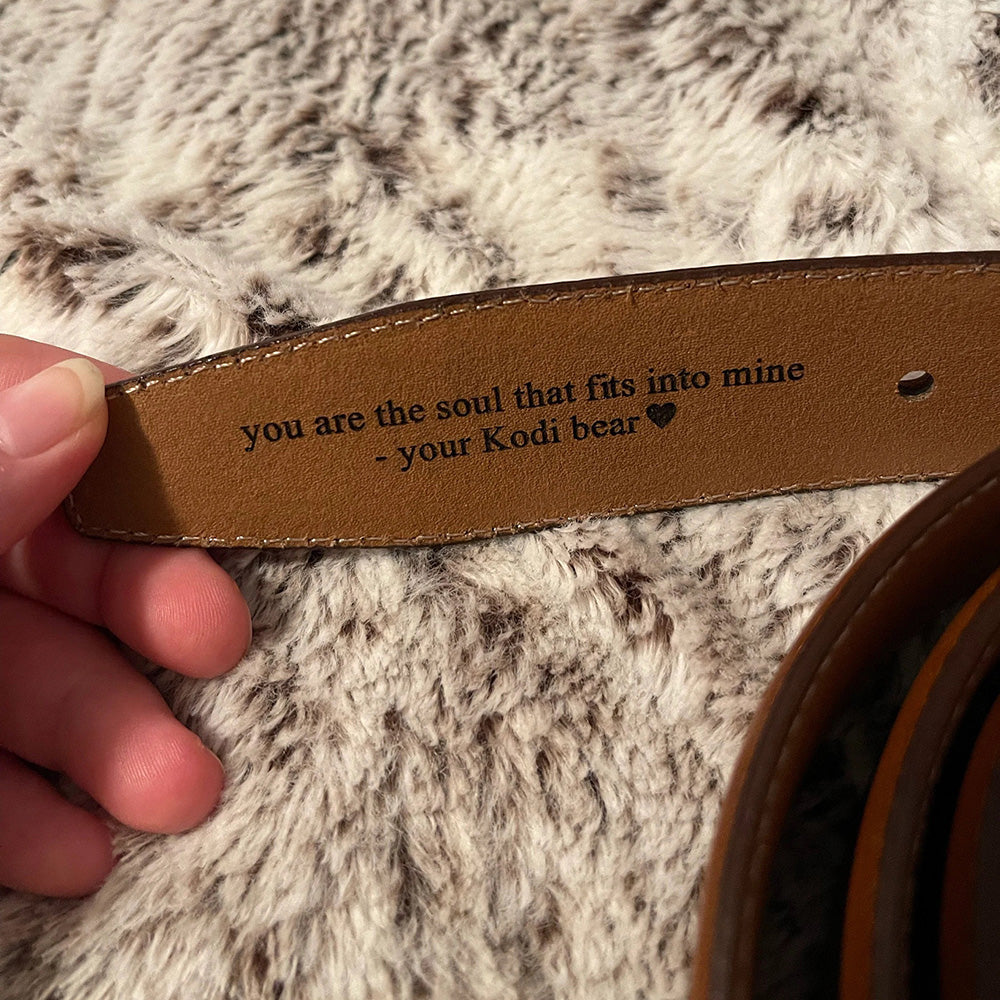 you are the soul that fits into mine
- your Kodi bear♥